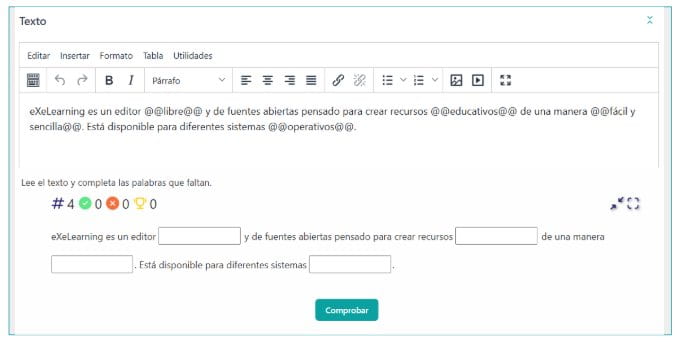 Texto
Editar Insertar Formato Tabla Utilidades
B I Párrafo
eXeLearning es un editor @@libre@@ y de fuentes abiertas pensado para crear recursos @@educativos@@ de una manera @@fácil y
sencilla@@. Está disponible para diferentes sistemas @@operativos@@.
Lee el texto y completa las palabras que faltan.
# 4 0 0 0
eXeLearning es un editor y de fuentes abiertas pensado para crear recursos de una manera
. Está disponible para diferentes sistemas .
Comprobar